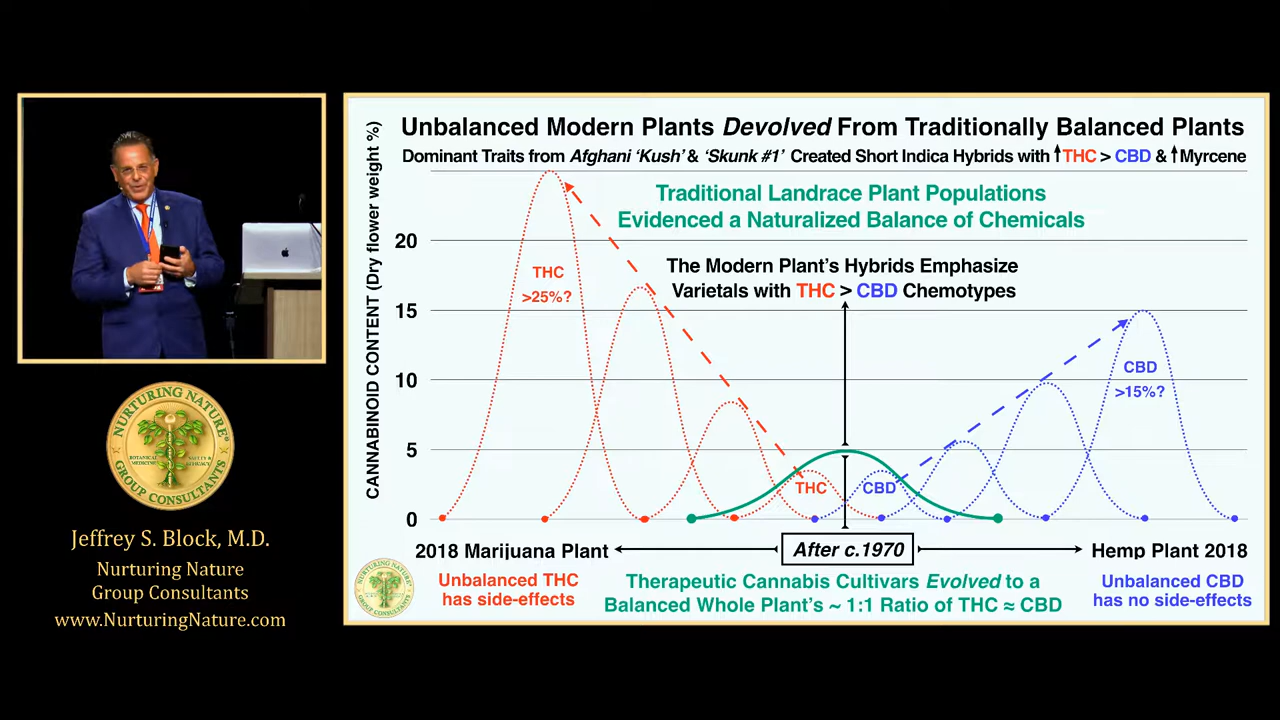 Unbalanced Modern Plants Devolved From Traditionally Balanced Plants
Dominant Traits from Afghani 'Kush' & 'Skunk #1' Created Short Indica Hybrids with ↑THC > CBD & ↑Myrcene
CANNABINOID CONTENT (Dry flower weight %)
Traditional Landrace Plant Populations
Evidenced a Naturalized Balance of Chemicals
The Modern Plant's Hybrids Emphasize
Varietals with THC > CBD Chemotypes
20
15
10
5
0
THC
>25%?
CBD
>15%?
THC
CBD
2018 Marijuana Plant
After c.1970
Hemp Plant 2018
Unbalanced THC
has side-effects
Therapeutic Cannabis Cultivars Evolved to a
Balanced Whole Plant's ~ 1:1 Ratio of THC ≈ CBD
Unbalanced CBD
has no side-effects
NURTURING NATURE
GROUP CONSULTANTS
Jeffrey S. Block, M.D.
Nurturing Nature
Group Consultants
www.NurturingNature.com